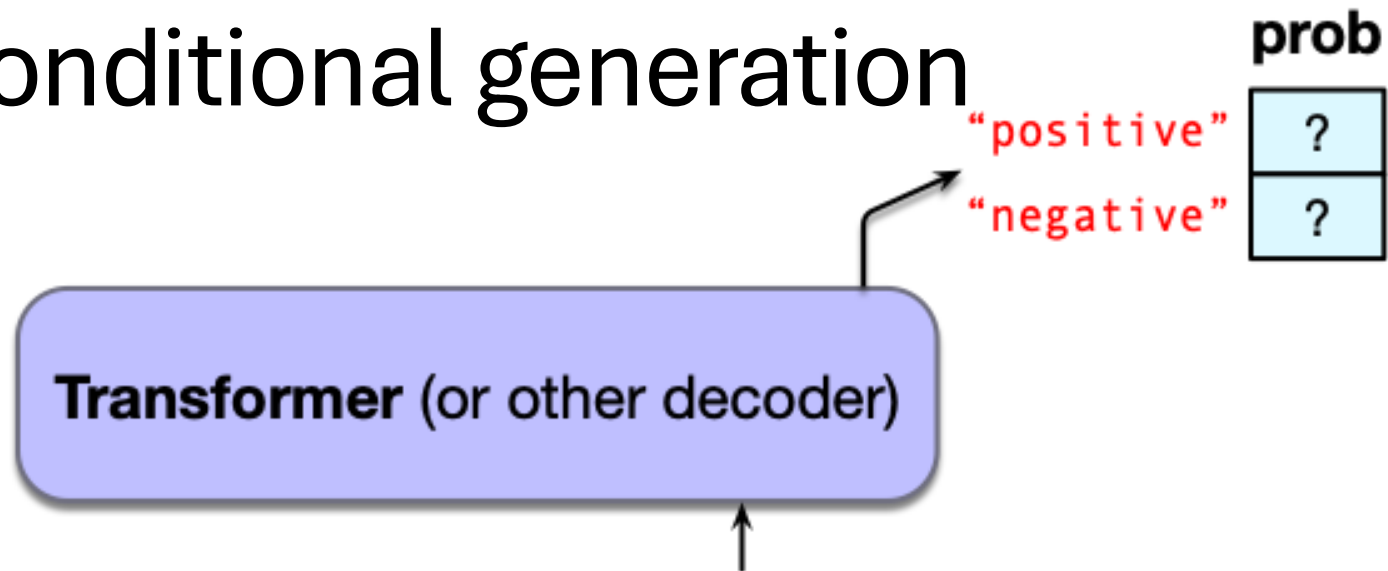 onditional generation
prob
“positive” ?
“negative” ?
Transformer (or other decoder)